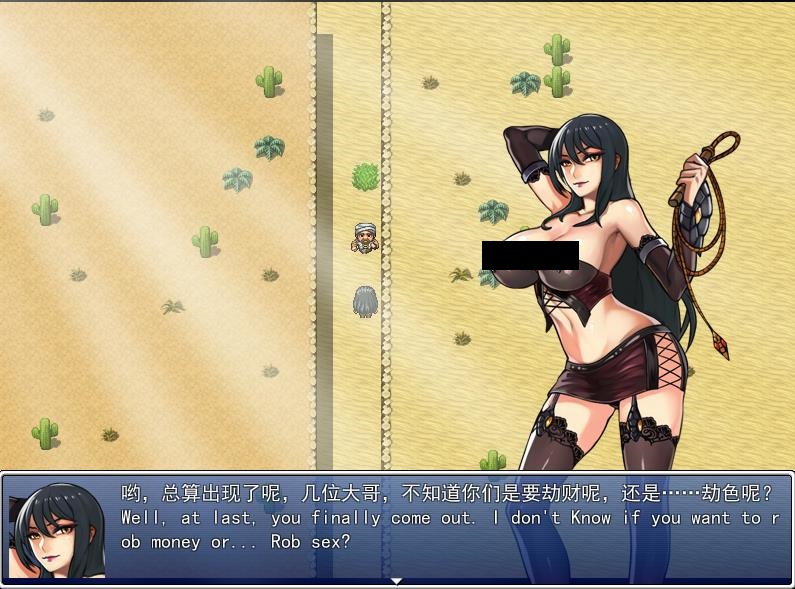 哟，总算出现了呢，几位大哥，不知道你们是要劫财呢，还是……劫色呢？
Well, at last, you finally come out. I don't Know if you want to r
ob money or... Rob sex?